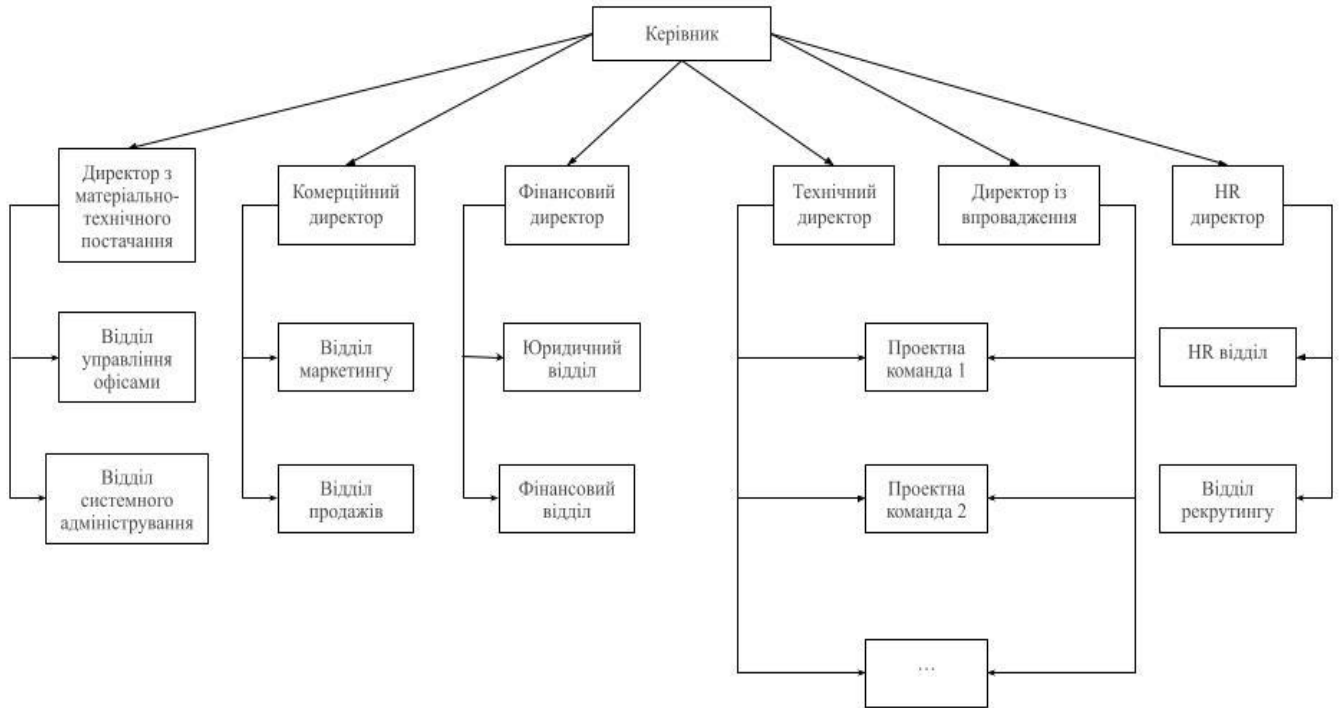 Керівник
Директор з
матеріально-
технічного
постачання
Комерційний
директор
Фінансовий
директор
Технічний
директор
Директор із
впровадження
HR
директор
Відділ
управління
офісами
Відділ
маркетингу
Юридичний
відділ
Проектна
команда 1
HR відділ
Відділ
системного
адміністрування
Відділ
продажів
Фінансовий
відділ
Проектна
команда 2
Відділ
рекрутингу
…